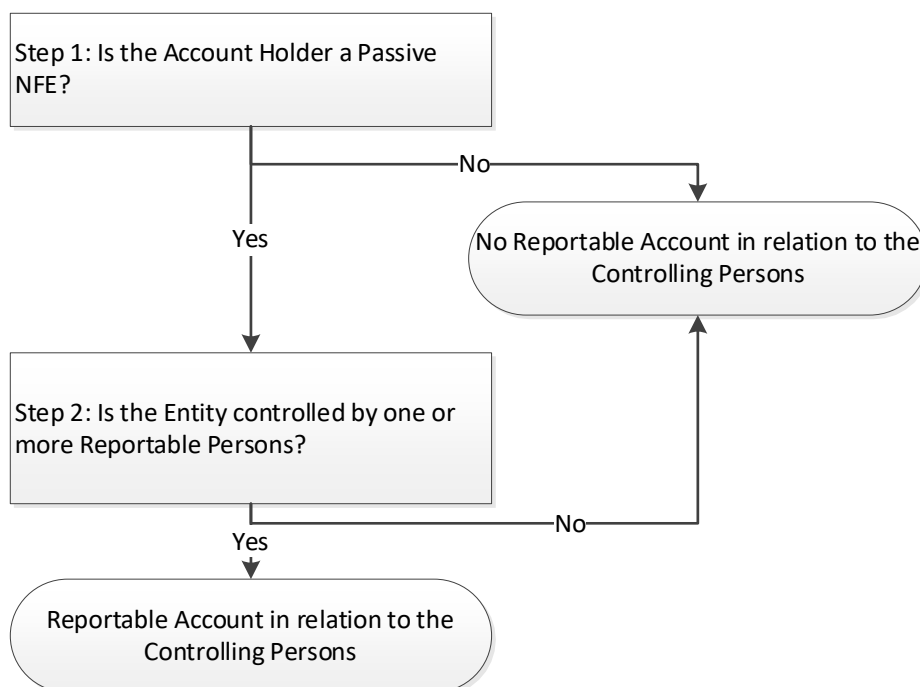 Step 1: Is the Account Holder a Passive
NFE?
No
Yes
No Reportable Account in relation to the
Controlling Persons
Step 2: Is the Entity controlled by one or
more Reportable Persons?
No
Yes
Reportable Account in relation to the
Controlling Persons